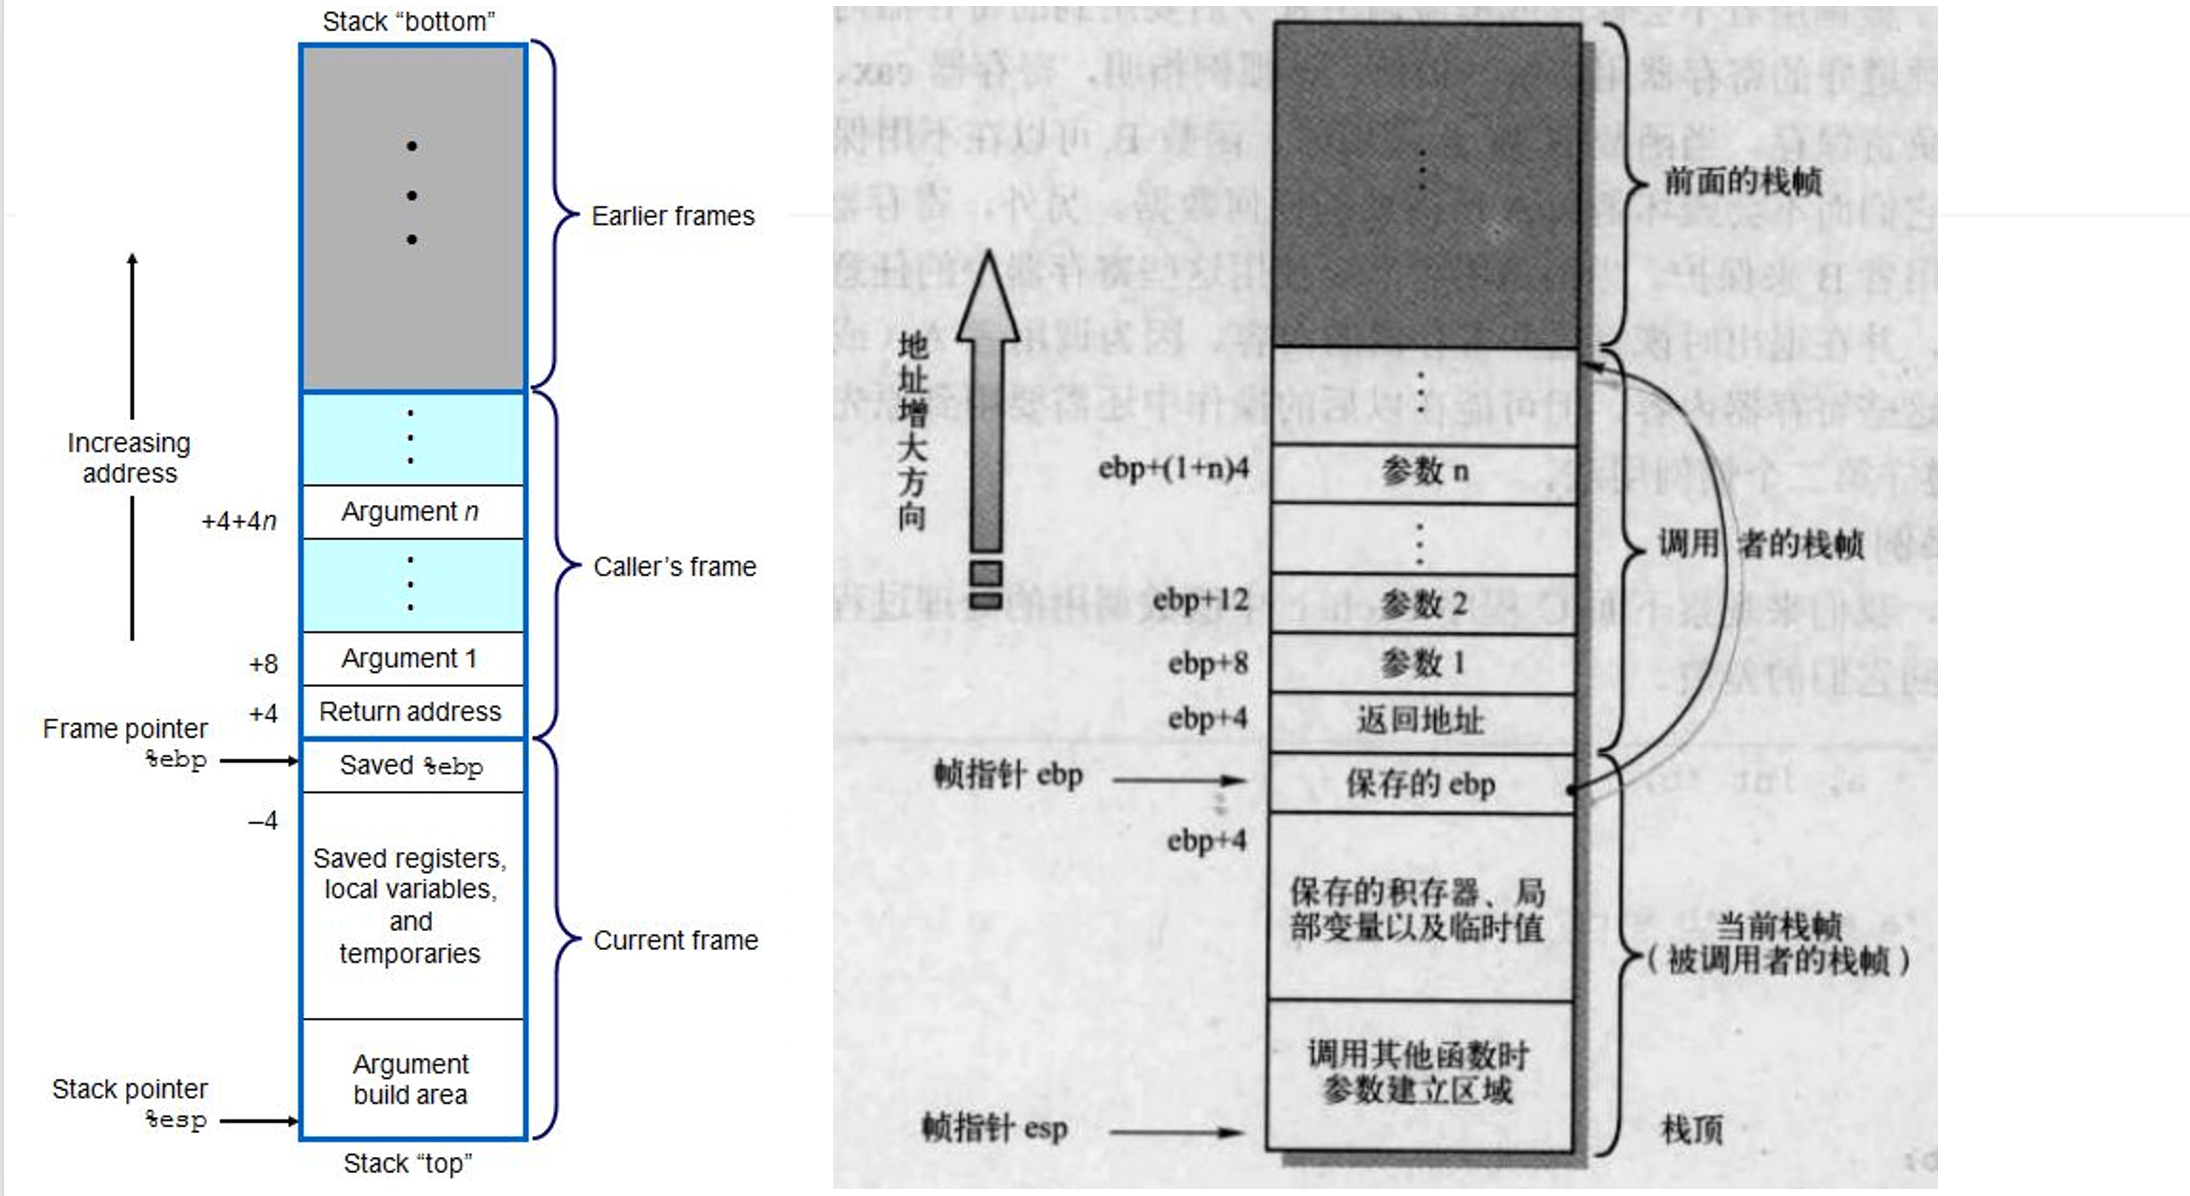 Stack “bottom”
Earlier frames
Increasing
address
Argument n
+4+4n
Caller’s frame
+8
Argument 1
+4
Return address
Frame pointer
%ebp
Saved %ebp
–4
Saved registers,
local variables,
and
temporaries
Current frame
Argument
build area
Stack pointer
%esp
Stack “top”
前面的栈帧
地址增大方向
ebp+(1+n)4
参数 n
调用者的栈帧
ebp+12
参数 2
ebp+8
参数 1
ebp+4
返回地址
帧指针 ebp
保存的 ebp
ebp+4
保存的积存器、局
部变量以及临时值
当前栈帧
（被调用者的栈帧）
调用其他函数时
参数建立区域
帧指针 esp
栈顶